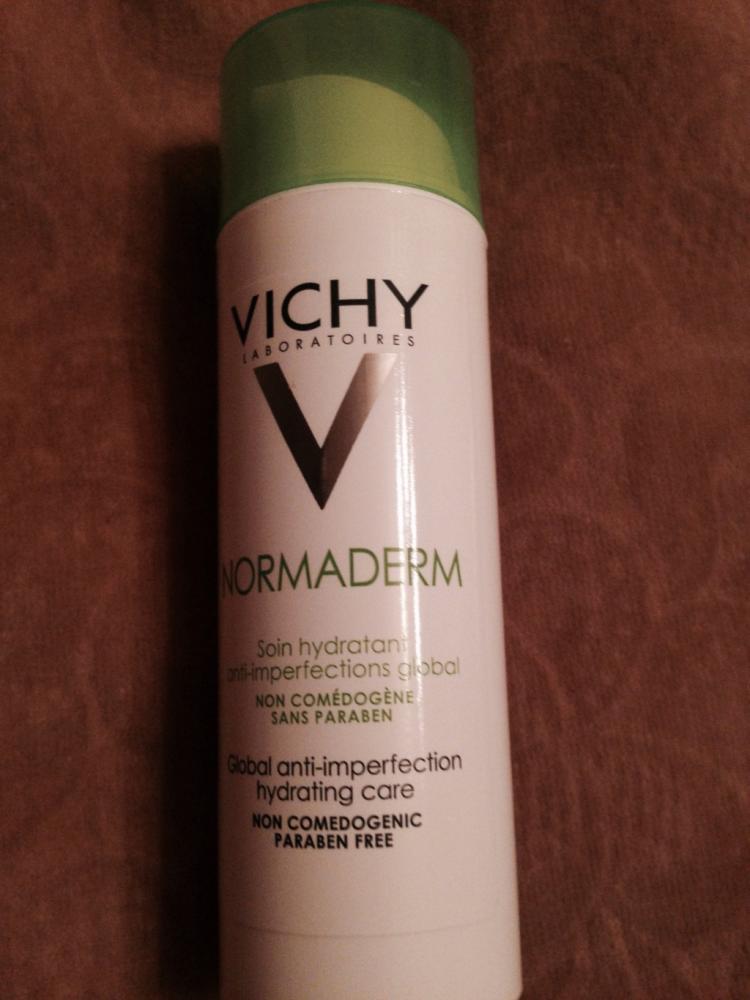 VICHY
LABORATOIRES
V
NORMADERM
Soin hydratant
anti-imperfections global
NON COMÉDOGÈNE
SANS PARABEN
Global anti-imperfection
hydrating care
NON COMEDOGENIC
PARABEN FREE